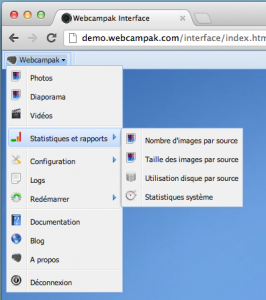 Webcampak Interface
demo.webcampak.com/interface/index.htm
Webcampak
Photos
Diaporama
Vidéos
Statistiques et rapports
Nombre d'images par source
Taille des images par source
Utilisation disque par source
Statistiques système
Configuration
Logs
Redémarrer
Documentation
Blog
A propos
Déconnexion